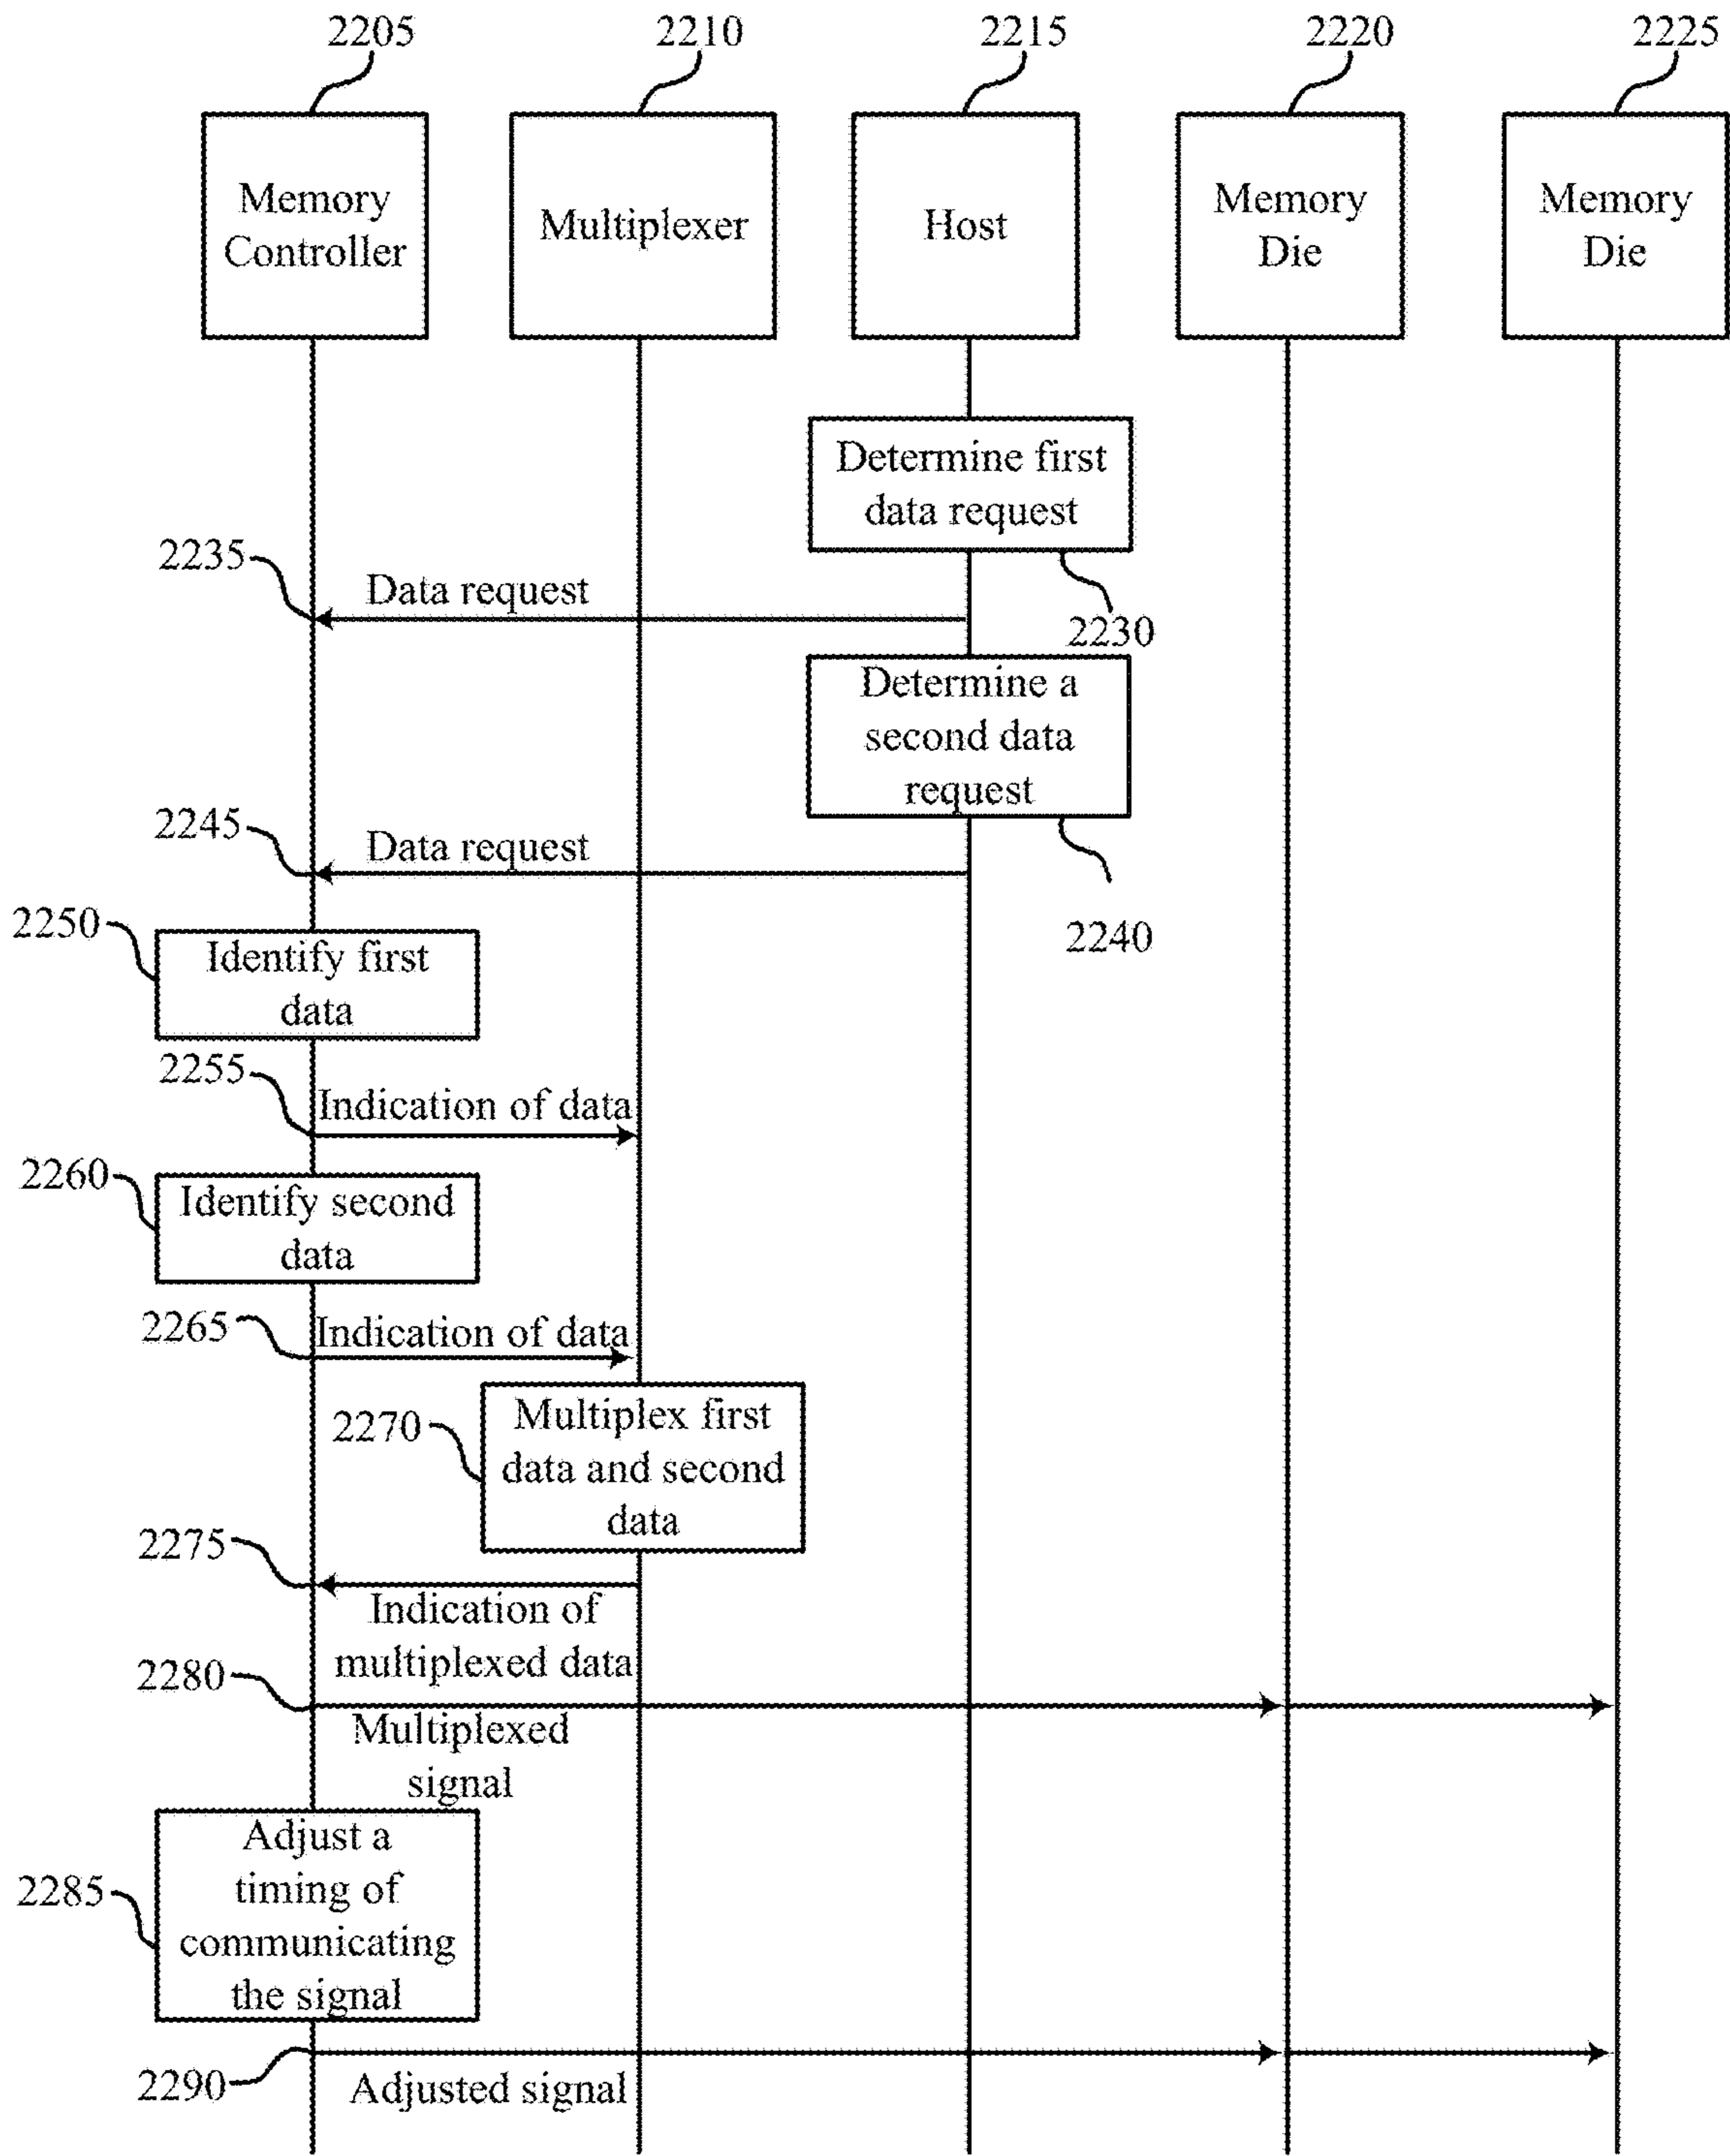 2205
2210
2215
2220
2225
Memory
Controller
Multiplexer
Host
Memory
Die
Memory
Die
Determine first
data request
2230
2235
Data request
Determine a
second data
request
2240
2245
Data request
2250
Identify first
data
2255
Indication of data
2260
Identify second
data
2265
Indication of data
2270
Multiplex first
data and second
data
2275
Indication of
multiplexed data
2280
Multiplexed
signal
2285
Adjust a
timing of
communicating
the signal
2290
Adjusted signal